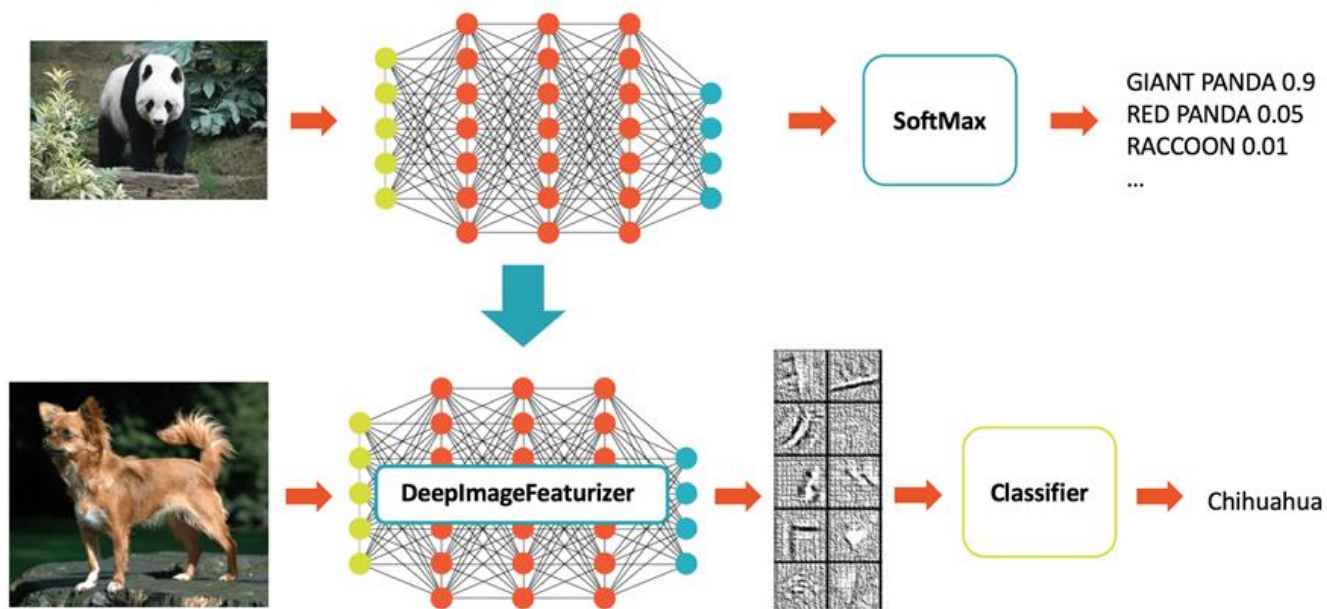 SoftMax
GIANT PANDA 0.9
RED PANDA 0.05
RACCOON 0.01
...
DeepImageFeaturizer
Classifier
Chihuahua